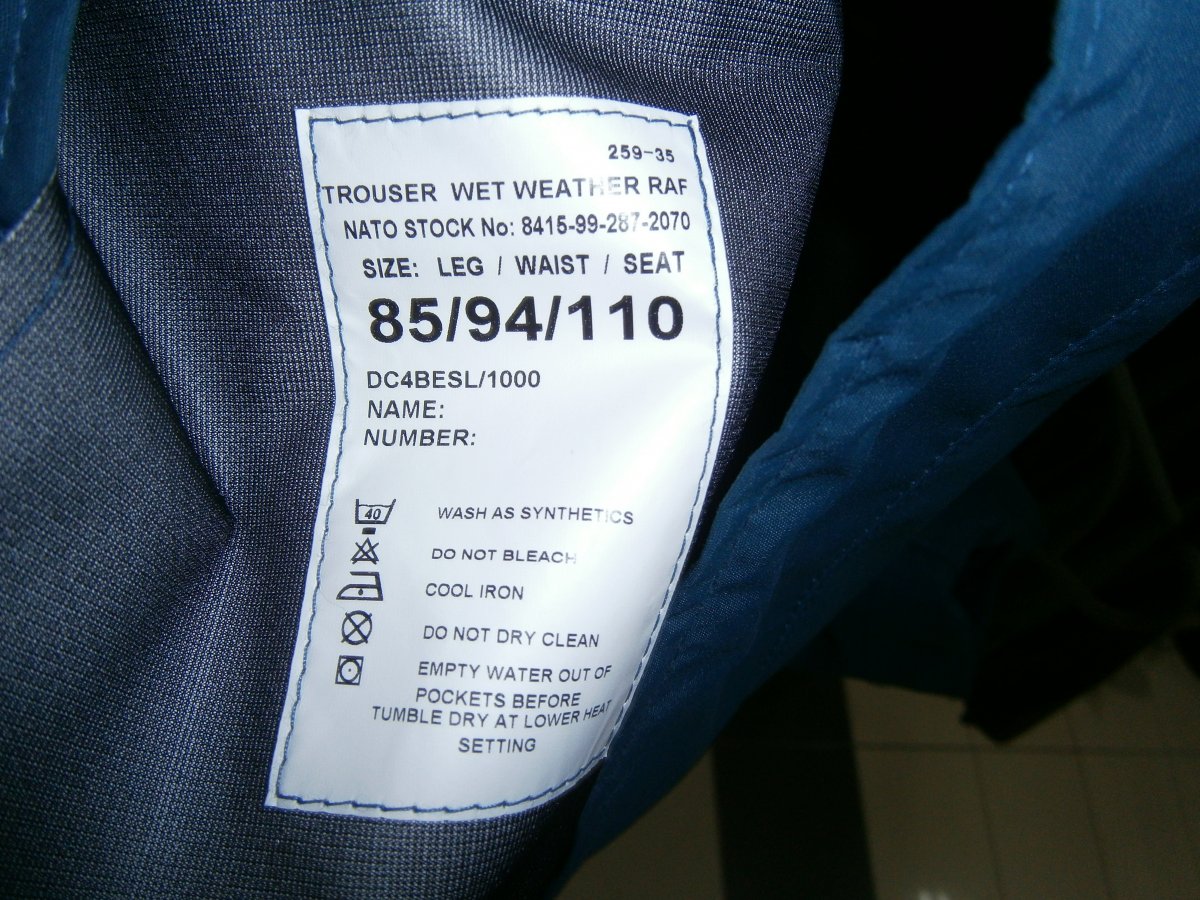 259-35
TROUSER WET WEATHER RAF
NATO STOCK No: 8415-99-287-2070
SIZE: LEG / WAIST / SEAT
85/94/110
DC4BESL/1000
NAME:
NUMBER:
40 WASH AS SYNTHETICS
DO NOT BLEACH
COOL IRON
DO NOT DRY CLEAN
EMPTY WATER OUT OF
POCKETS BEFORE
TUMBLE DRY AT LOWER HEAT
SETTING